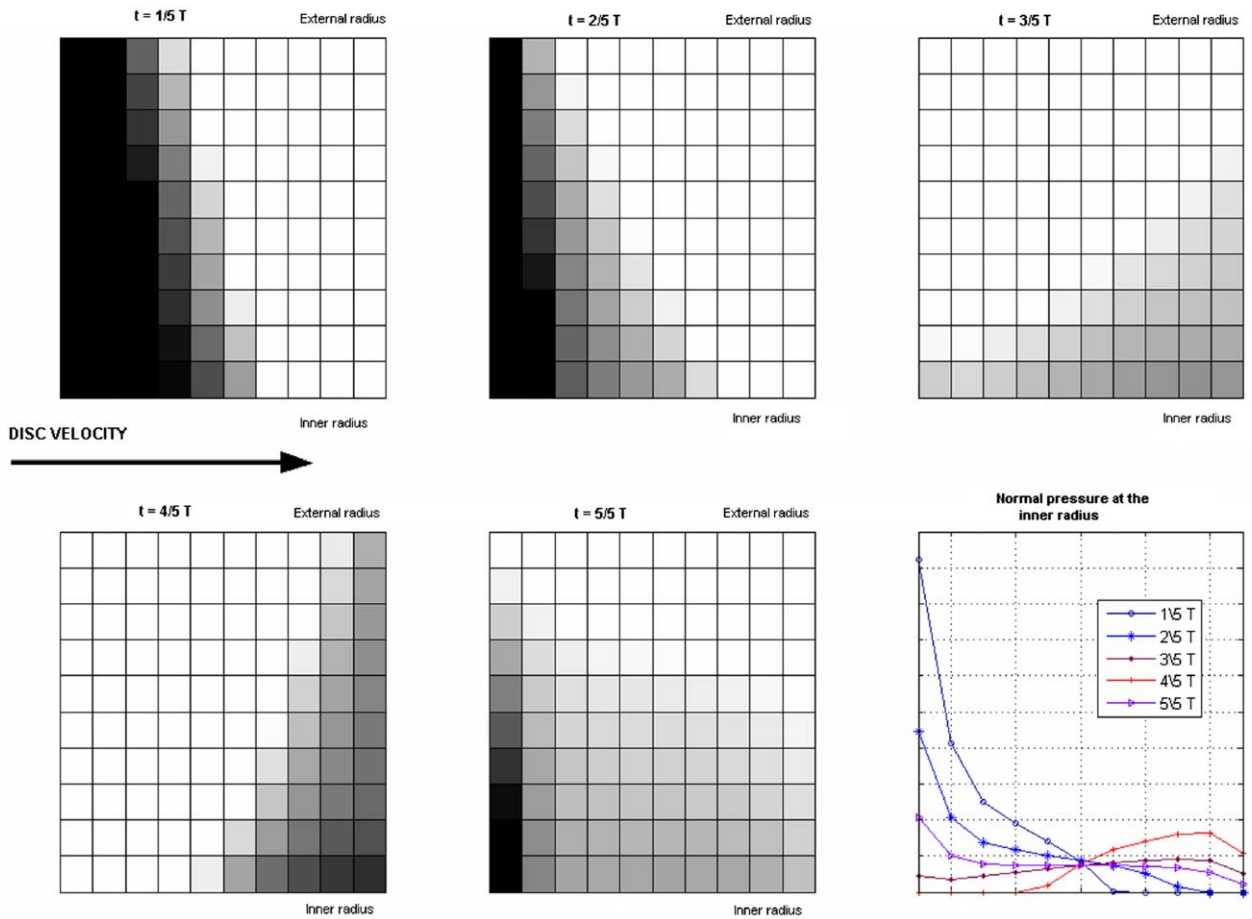 t = 1/5 T
External radius
t = 2/5 T
External radius
t = 3/5 T
External radius
Inner radius
Inner radius
Inner radius
DISC VELOCITY
t = 4/5 T
External radius
t = 5/5 T
External radius
Normal pressure at the
inner radius
1\5 T
2\5 T
3\5 T
4\5 T
5\5 T
Inner radius
Inner radius